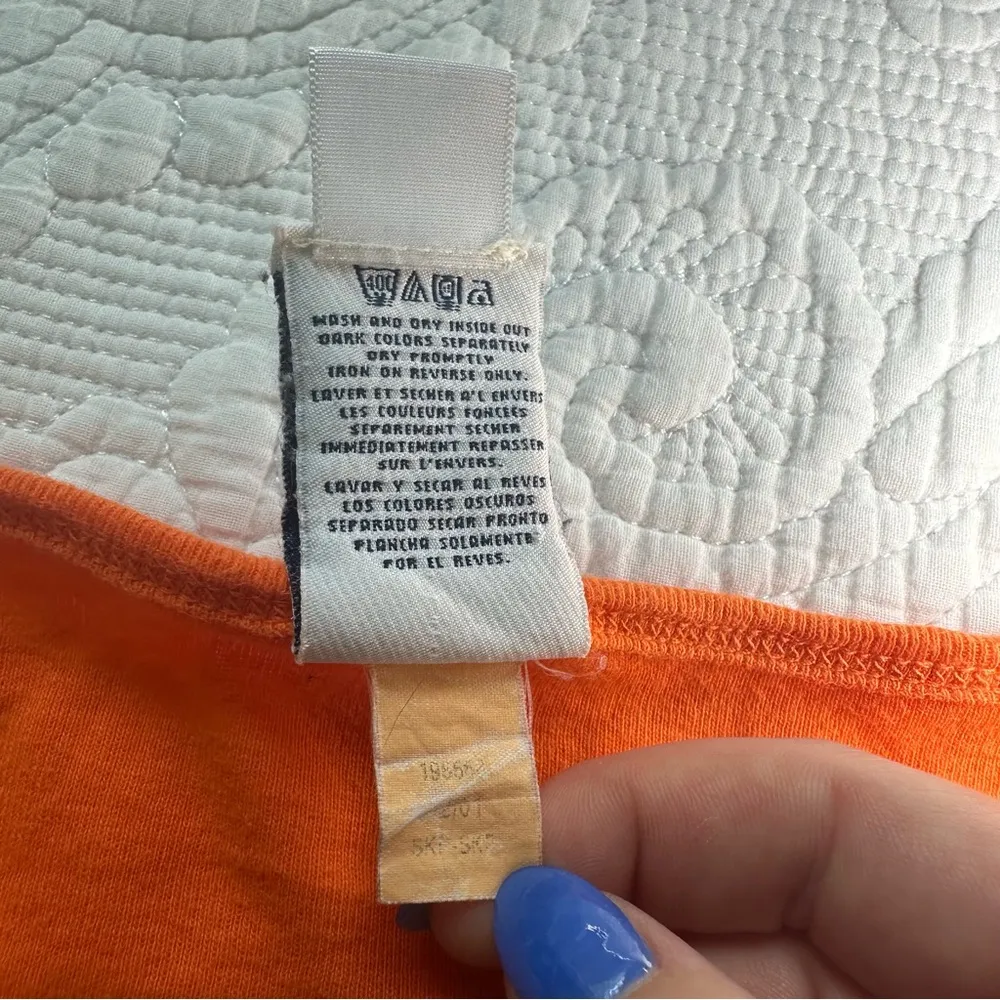 40C
WASH AND DRY INSIDE OUT
DARK COLORS SEPARATELY
DRY PROMPTLY
IRON ON REVERSE ONLY.
LAVER ET SECHER A'L ENVERS
LES COULEURS FONCEES
SEPAREMENT SECHER
IMMEDIATEMENT REPASSER
SUR L'ENVERS.
LAVAR Y SECAR AL REVES
LOS COLORES OSCUROS
SEPARADO SECAR PRONTO
PLANCHA SOLAMENTE
POR EL REVES.